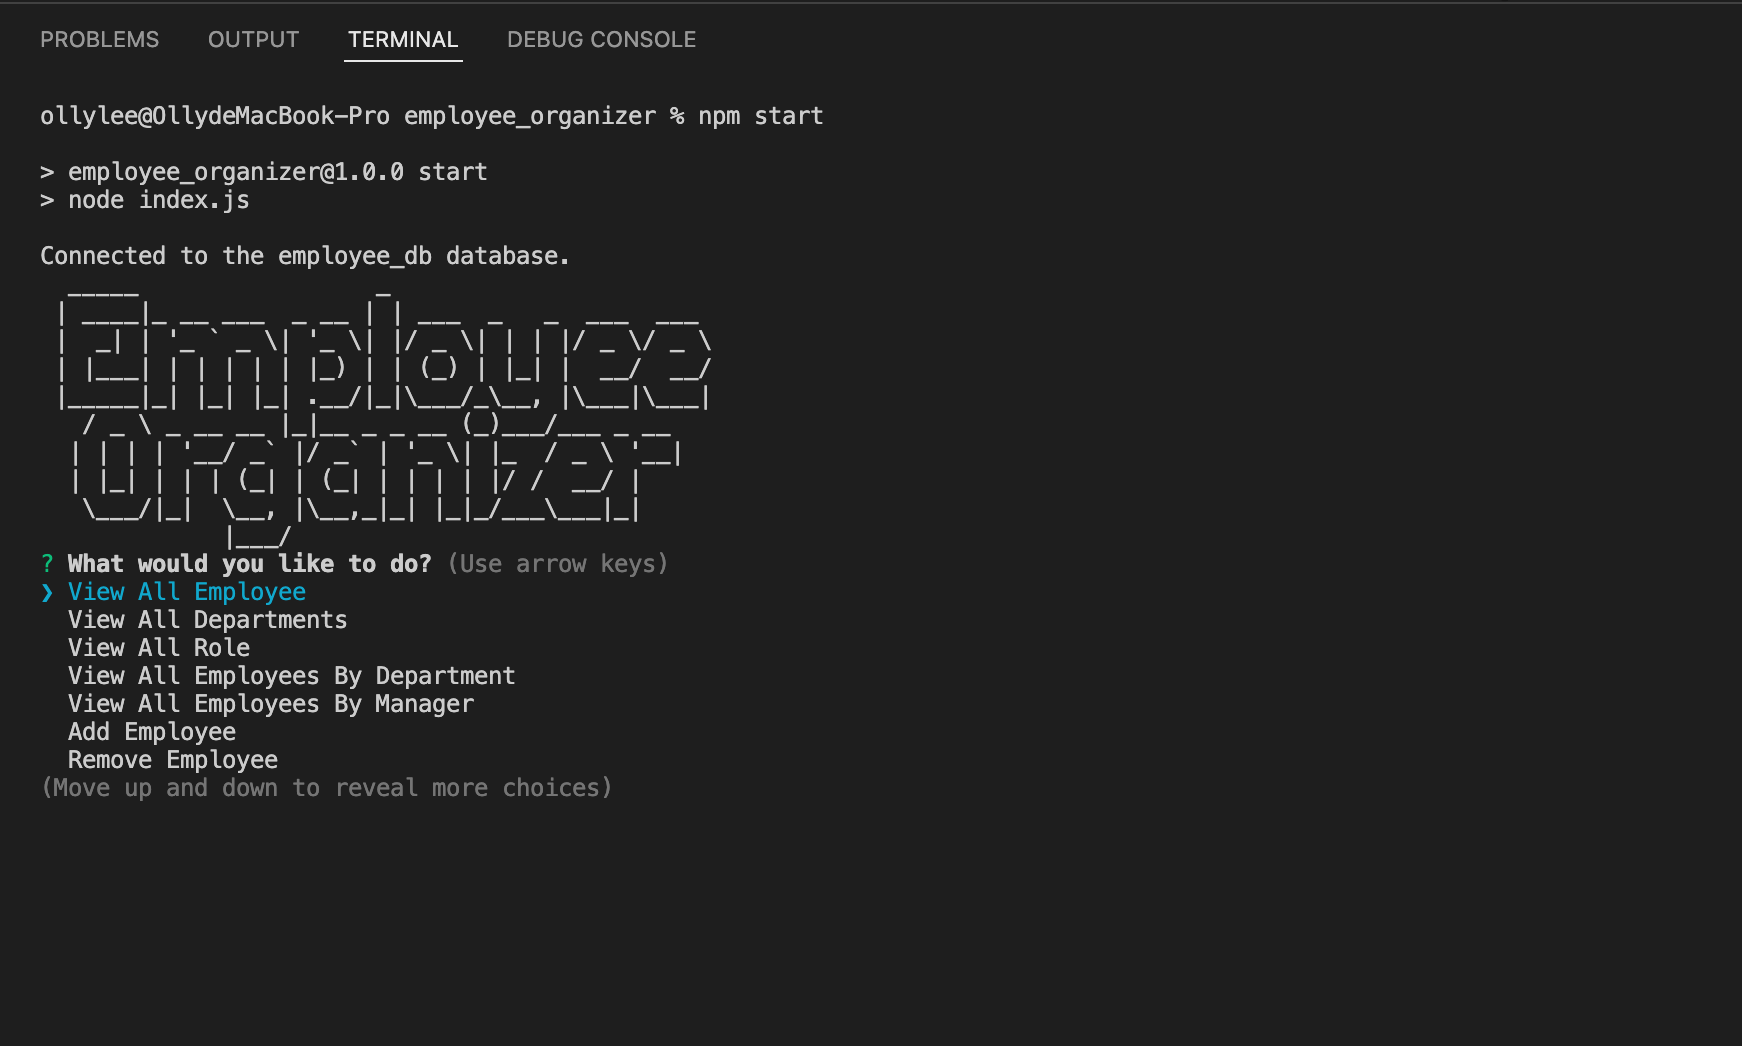 PROBLEMS OUTPUT TERMINAL DEBUG CONSOLE
ollylee@OllydeMacBook-Pro employee_organizer % npm start
> employee_organizer@1.0.0 start
> node index.js
Connected to the employee_db database.
Employee
Organizer
? What would you like to do? (Use arrow keys)
❯ View All Employee
View All Departments
View All Role
View All Employees By Department
View All Employees By Manager
Add Employee
Remove Employee
(Move up and down to reveal more choices)